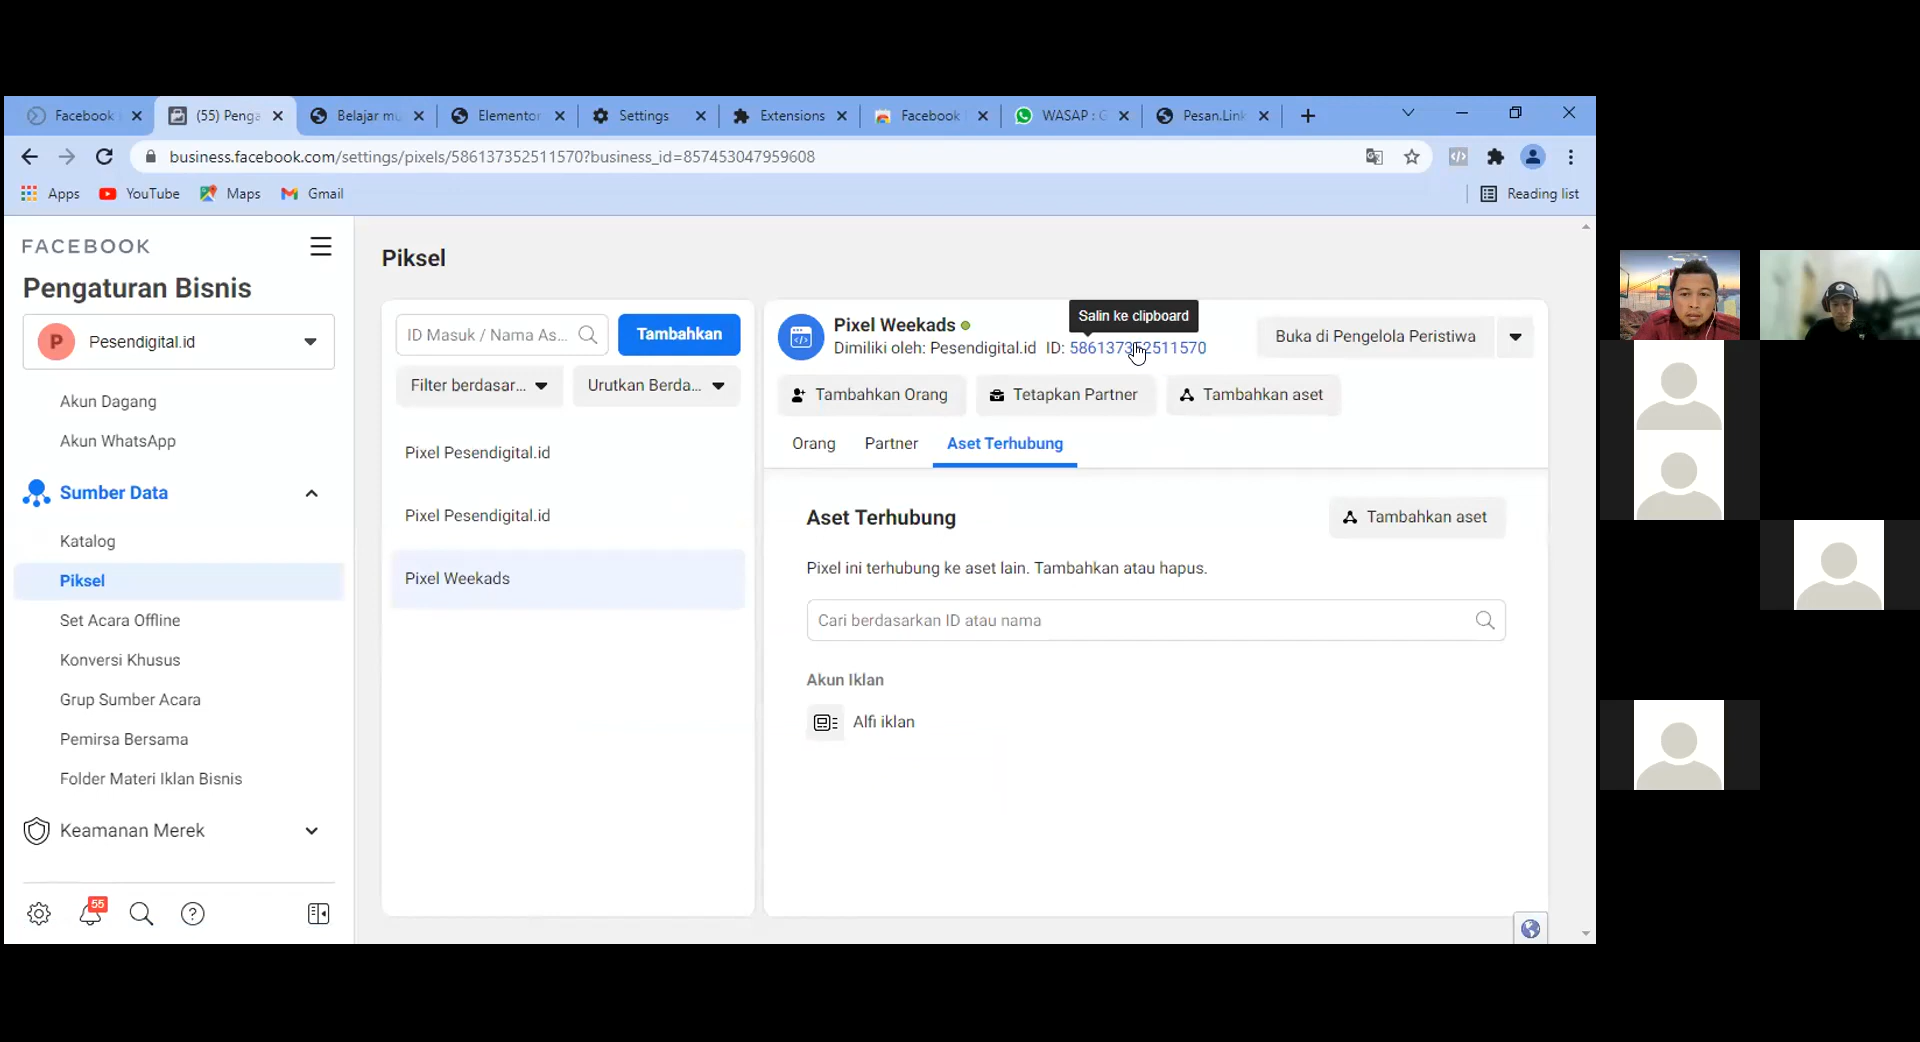 Facebook
(55) Penga
Belajar mu
Elementor
Settings
Extensions
Facebook
WASAP : G
Pesan.Link
business.facebook.com/settings/pixels/586137352511570?business_id=857453047959608
Apps
YouTube
Maps
Gmail
Reading list
FACEBOOK
Pengaturan Bisnis
P
Pesendigital.id
Akun Dagang
Akun WhatsApp
Sumber Data
Katalog
Piksel
Set Acara Offline
Konversi Khusus
Grup Sumber Acara
Pemirsa Bersama
Folder Materi Iklan Bisnis
Keamanan Merek
55
Piksel
ID Masuk / Nama As...
Tambahkan
Filter berdasar...
Urutkan Berda...
Pixel Pesendigital.id
Pixel Pesendigital.id
Pixel Weekads
Salin ke clipboard
Pixel Weekads
Dimiliki oleh: Pesendigital.id ID: 586137352511570
Buka di Pengelola Peristiwa
Tambahkan Orang
Tetapkan Partner
Tambahkan aset
Orang
Partner
Aset Terhubung
Aset Terhubung
Tambahkan aset
Pixel ini terhubung ke aset lain. Tambahkan atau hapus.
Cari berdasarkan ID atau nama
Akun Iklan
Alfi iklan